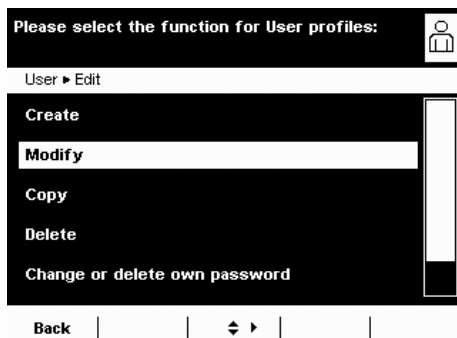 Please select the function for User profiles:
User ▸ Edit
Create
Modify
Copy
Delete
Change or delete own password
Back